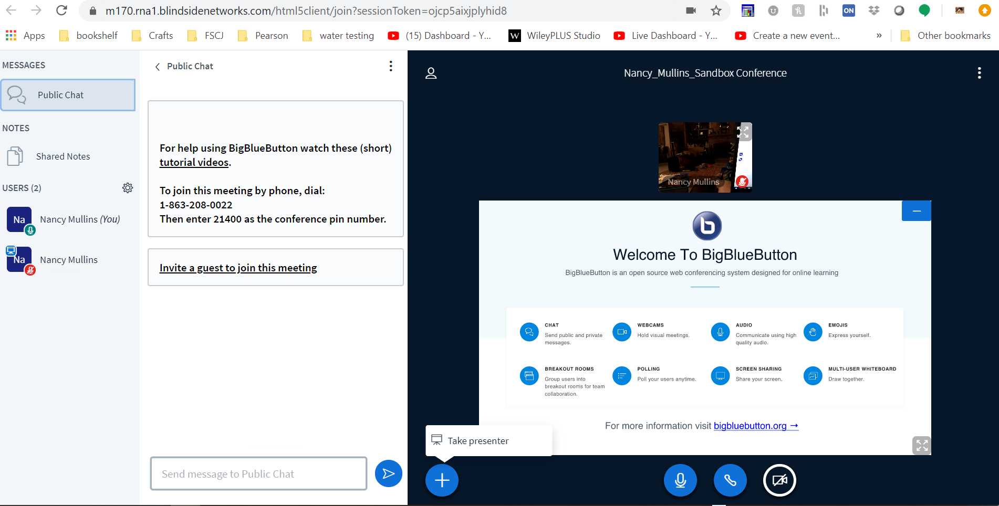 m170.rna1.blindsidenetworks.com/html5client/join?sessionToken=ojcp5aixjplyhid8
ON
Apps
bookshelf
Crafts
FSCJ
Pearson
water testing
(15) Dashboard - Y...
W
WileyPLUS Studio
Live Dashboard - Y...
Create a new event...
»
Other bookmarks
MESSAGES
Public Chat
NOTES
Shared Notes
USERS (2)
Na
Nancy Mullins (You)
Na
Nancy Mullins
Public Chat
For help using BigBlueButton watch these (short)
tutorial videos.
To join this meeting by phone, dial:
1-863-208-0022
Then enter 21400 as the conference pin number.
Invite a guest to join this meeting
Send message to Public Chat
Nancy_Mullins_Sandbox Conference
Nancy Mullins
b
Welcome To BigBlueButton
BigBlueButton is an open source web conferencing system designed for online learning
CHAT
Send public and private
messages.
WEBCAMS
Hold visual meetings.
AUDIO
Communicate using high
quality audio.
EMOJIS
Express yourself.
BREAKOUT ROOMS
Group users into
breakout rooms for team
collaboration.
POLLING
Poll your users anytime.
SCREEN SHARING
Share your screen.
MULTI-USER WHITEBOARD
Draw together.
For more information visit bigbluebutton.org →
Take presenter